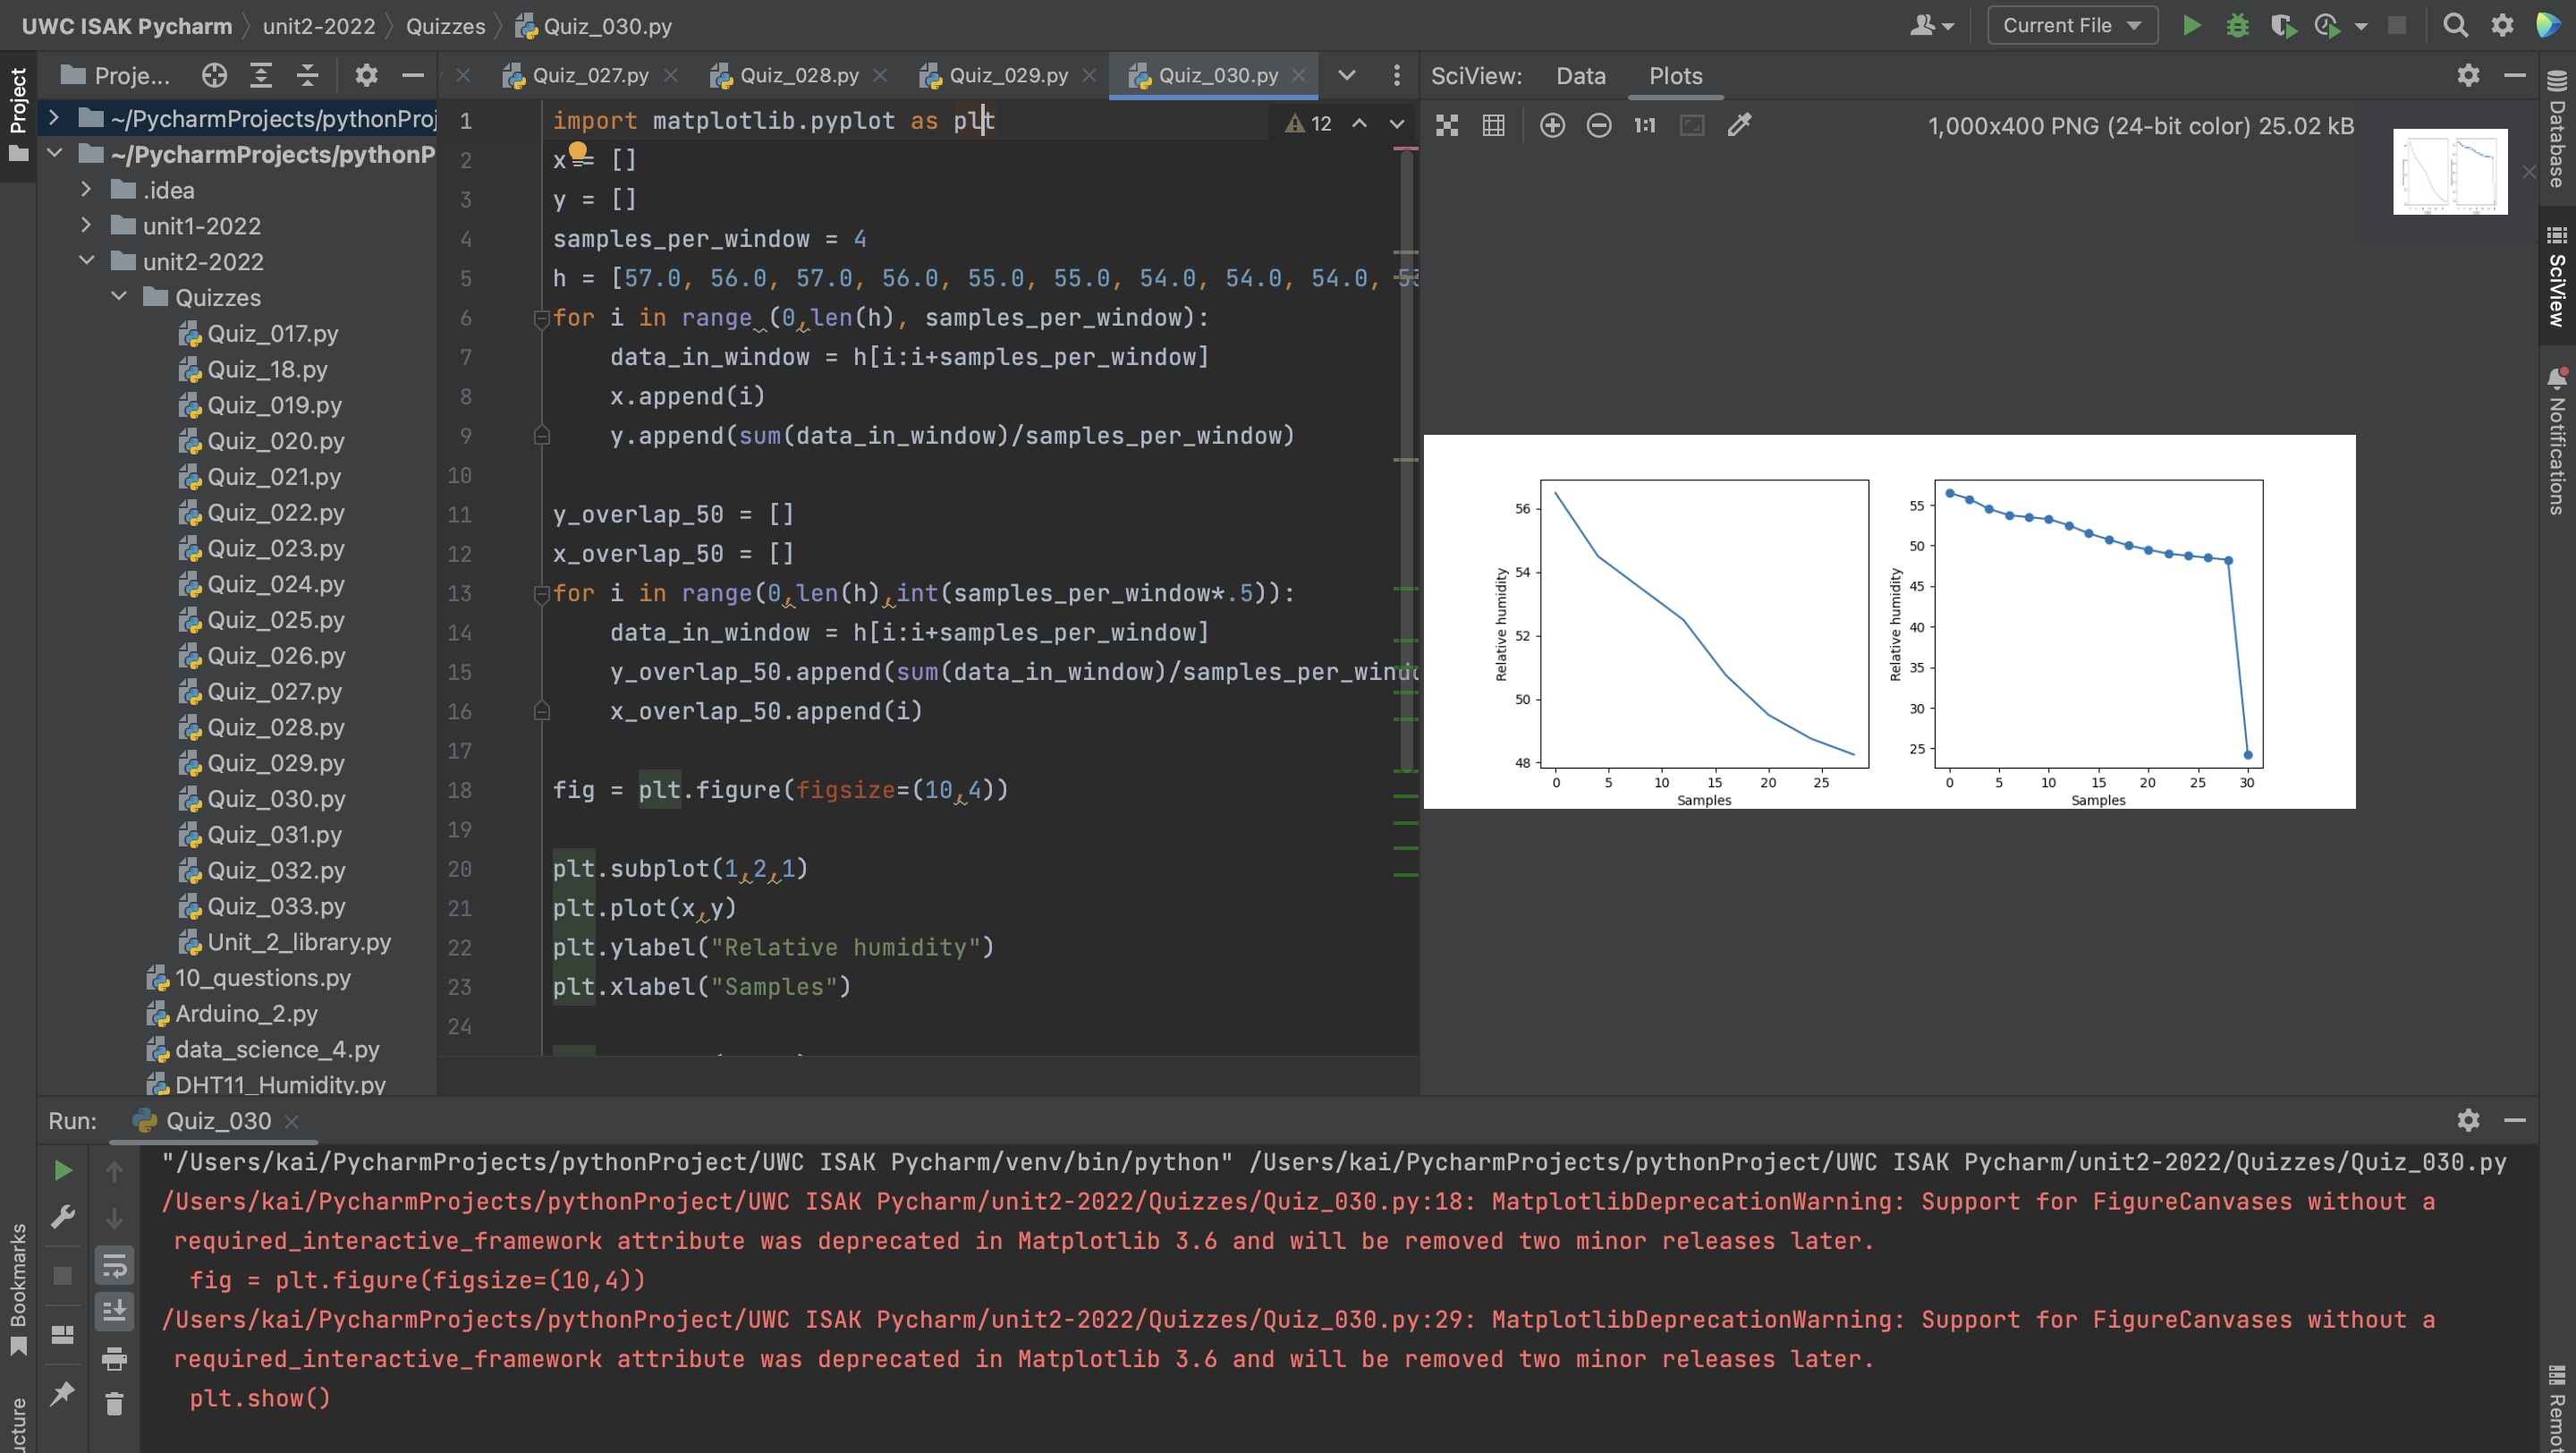 UWC ISAK Pycharm unit2-2022 Quizzes Quiz_030.py
Current File
Project
Proje...
Quiz_027.py
Quiz_028.py
Quiz_029.py
Quiz_030.py
SciView:
Data
Plots
~/PycharmProjects/pythonProj
~/PycharmProjects/pythonP
.idea
unit1-2022
unit2-2022
Quizzes
Quiz_017.py
Quiz_18.py
Quiz_019.py
Quiz_020.py
Quiz_021.py
Quiz_022.py
Quiz_023.py
Quiz_024.py
Quiz_025.py
Quiz_026.py
Quiz_027.py
Quiz_028.py
Quiz_029.py
Quiz_030.py
Quiz_031.py
Quiz_032.py
Quiz_033.py
Unit_2_library.py
10_questions.py
Arduino_2.py
data_science_4.py
DHT11_Humidity.py
12
1 import matplotlib.pyplot as plt
2 x = []
3 y = []
4 samples_per_window = 4
5 h = [57.0, 56.0, 57.0, 56.0, 55.0, 55.0, 54.0, 54.0, 54.0,
6 for i in range (0,len(h), samples_per_window):
7 data_in_window = h[i:i+samples_per_window]
8 x.append(i)
9 y.append(sum(data_in_window)/samples_per_window)
10
11 y_overlap_50 = []
12 x_overlap_50 = []
13 for i in range(0,len(h),int(samples_per_window*.5)):
14 data_in_window = h[i:i+samples_per_window]
15 y_overlap_50.append(sum(data_in_window)/samples_per_wind
16 x_overlap_50.append(i)
17
18 fig = plt.figure(figsize=(10,4))
19
20 plt.subplot(1,2,1)
21 plt.plot(x,y)
22 plt.ylabel("Relative humidity")
23 plt.xlabel("Samples")
24
1:1
1,000x400 PNG (24-bit color) 25.02 kB
Relative humidity
56
54
52
50
48
0 5 10 15 20 25
Samples
Relative humidity
55
50
45
40
35
30
25
0 5 10 15 20 25 30
Samples
Database
SciView
Notifications
Run:
Quiz_030
"/Users/kai/PycharmProjects/pythonProject/UWC ISAK Pycharm/venv/bin/python" /Users/kai/PycharmProjects/pythonProject/UWC ISAK Pycharm/unit2-2022/Quizzes/Quiz_030.py
/Users/kai/PycharmProjects/pythonProject/UWC ISAK Pycharm/unit2-2022/Quizzes/Quiz_030.py:18: MatplotlibDeprecationWarning: Support for FigureCanvases without a
required_interactive_framework attribute was deprecated in Matplotlib 3.6 and will be removed two minor releases later.
fig = plt.figure(figsize=(10,4))
/Users/kai/PycharmProjects/pythonProject/UWC ISAK Pycharm/unit2-2022/Quizzes/Quiz_030.py:29: MatplotlibDeprecationWarning: Support for FigureCanvases without a
required_interactive_framework attribute was deprecated in Matplotlib 3.6 and will be removed two minor releases later.
plt.show()
Bookmarks
ucture
Remot